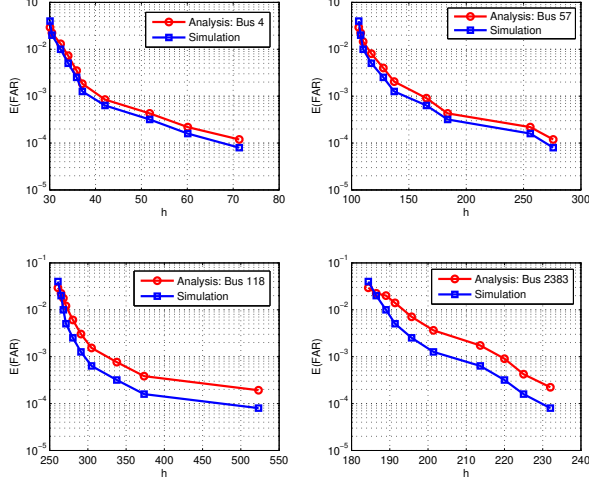 10
10^-2
10^-3
10^-4
10^-5
E(FAR)
30 40 50 60 70 80
h
Analysis: Bus 4
Simulation
10
10^-2
10^-3
10^-4
10^-5
E(FAR)
100 150 200 250 300
h
Analysis: Bus 57
Simulation
10^-1
10^-2
10^-3
10^-4
10^-5
E(FAR)
250 300 350 400 450 500 550
h
Analysis: Bus 118
Simulation
10^-1
10^-2
10^-3
10^-4
10^-5
E(FAR)
180 190 200 210 220 230 240
h
Analysis: Bus 2383
Simulation